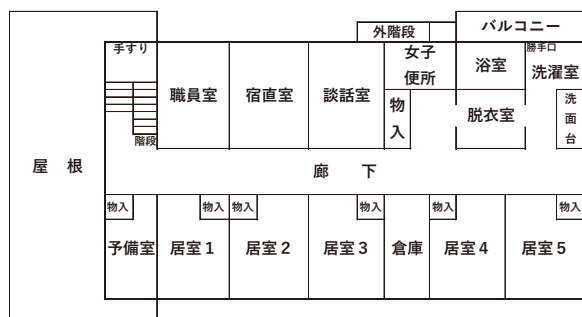 バルコニー
外階段
手すり
女子
便所
浴室
勝手口
洗濯室
職員室
宿直室
談話室
物入
脱衣室
洗面台
階段
屋根
廊下
物入
物入
物入
物入
物入
物入
予備室
居室1
居室2
居室3
倉庫
居室4
居室5